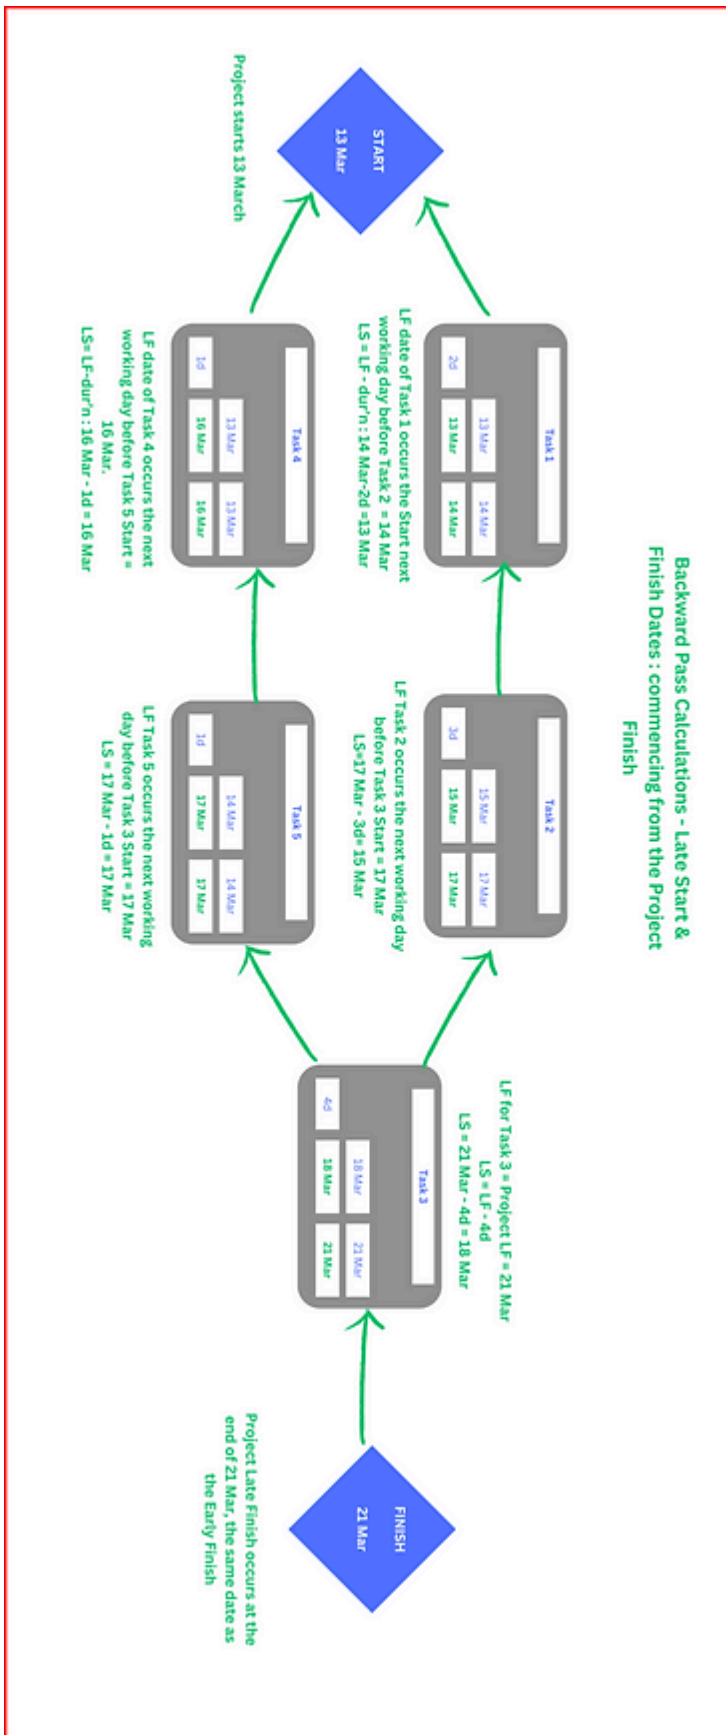 Backward Pass Calculations - Late Start &
Finish Dates : commencing from the Project
Finish
START
13 Mar
Project starts 13 March
Task 1
13 Mar
14 Mar
2d
13 Mar
14 Mar
LF date of Task 1 occurs the Start next
working day before Task 2 = 14 Mar
LS = LF - dur'n : 14 Mar-2d =13 Mar
Task 4
13 Mar
13 Mar
1d
16 Mar
16 Mar
LF date of Task 4 occurs the next
working day before Task 5 Start =
16 Mar.
LS= LF-dur'n : 16 Mar - 1d = 16 Mar
Task 2
15 Mar
17 Mar
3d
15 Mar
17 Mar
LF Task 2 occurs the next working day
before Task 3 Start = 17 Mar
LS=17 Mar - 3d= 15 Mar
Task 5
14 Mar
14 Mar
1d
17 Mar
17 Mar
LF Task 5 occurs the next working
day before Task 3 Start = 17 Mar
LS = 17 Mar - 1d = 17 Mar
LF for Task 3 = Project LF = 21 Mar
LS = LF - 4d
LS = 21 Mar - 4d = 18 Mar
Task 3
18 Mar
21 Mar
4d
18 Mar
21 Mar
FINISH
21 Mar
Project Late Finish occurs at the
end of 21 Mar, the same date as
the Early Finish